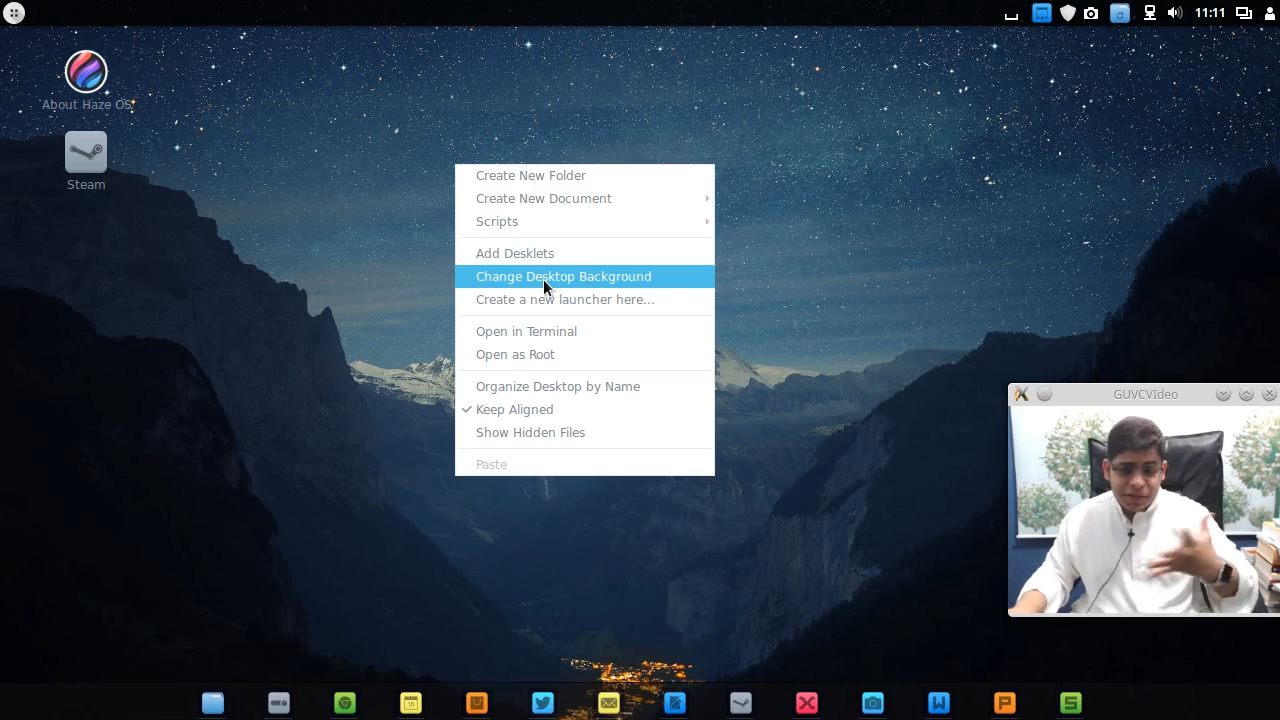 11:11
About Haze OS
Steam
Create New Folder
Create New Document
Scripts
Add Desklets
Change Desktop Background
Create a new launcher here...
Open in Terminal
Open as Root
Organize Desktop by Name
Keep Aligned
Show Hidden Files
Paste
GUVCVIdeo
W
P
S